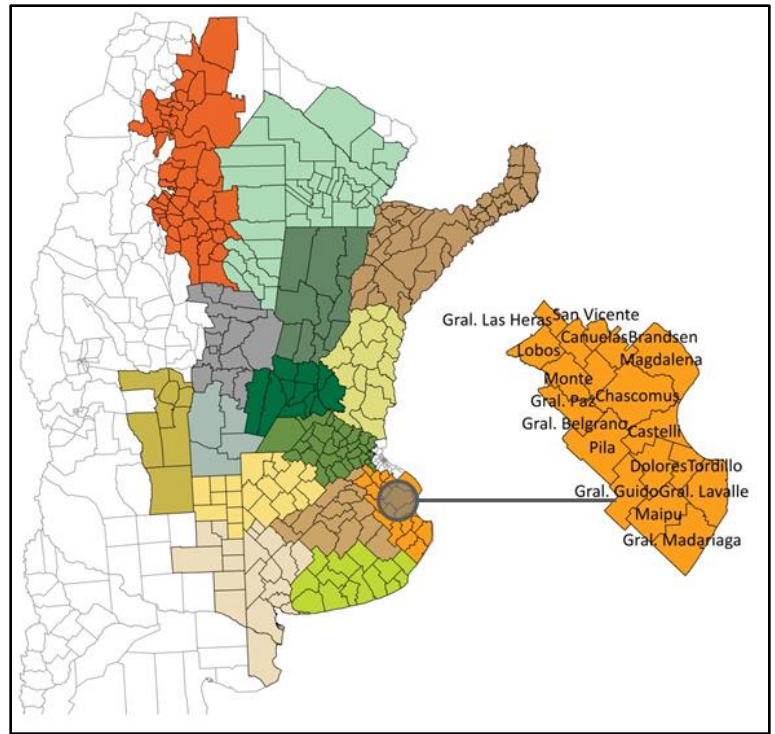 San Vicente
Gral. Las Heras
Cañuelas Brandsen
Lobos
Magdalena
Monte
Chascomus
Gral. Paz
Gral. Belgrano
Castelli
Pila
Dolores Tordillo
Gral. Guido Gral. Lavalle
Maipu
Gral. Madariaga